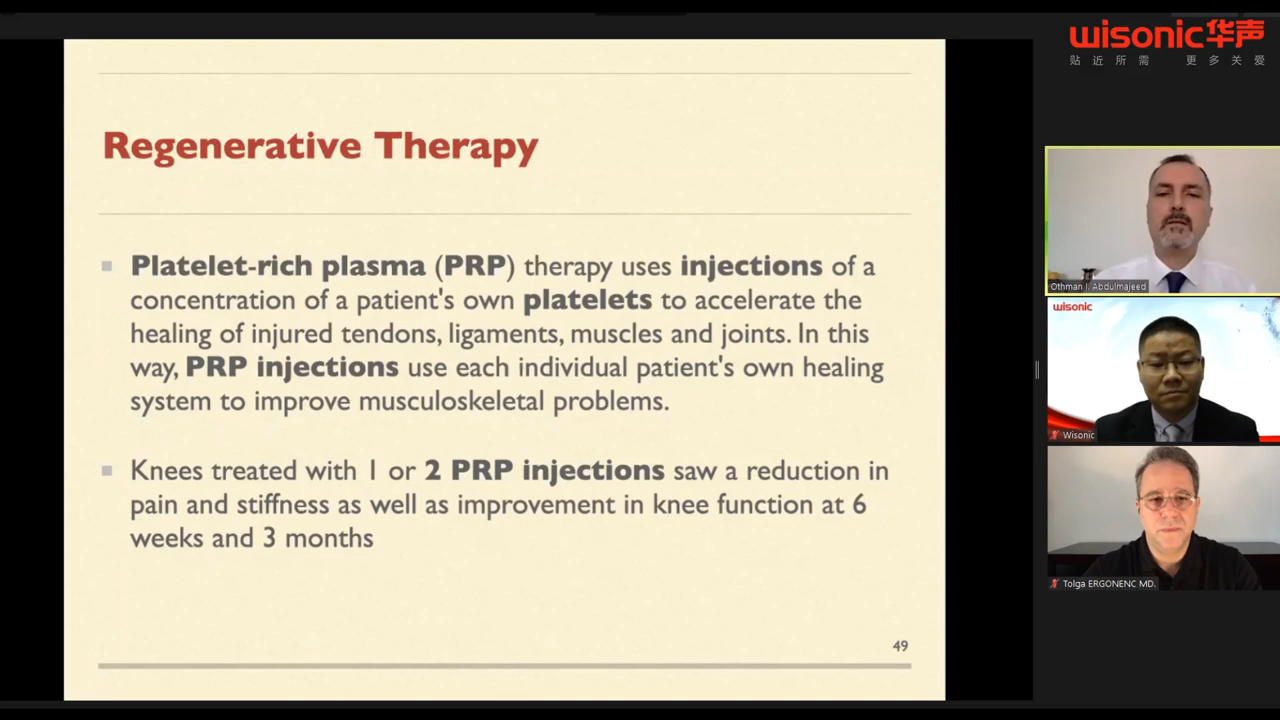 wisonic华声
贴近所需 更多关爱
Regenerative Therapy
Platelet-rich plasma (PRP) therapy uses injections of a
concentration of a patient's own platelets to accelerate the
healing of injured tendons, ligaments, muscles and joints. In this
way, PRP injections use each individual patient's own healing
system to improve musculoskeletal problems.
Knees treated with 1 or 2 PRP injections saw a reduction in
pain and stiffness as well as improvement in knee function at 6
weeks and 3 months
49
Othman I. Abdulmajeed
wisonic
Wisonic
Tolga ERGONENC MD.